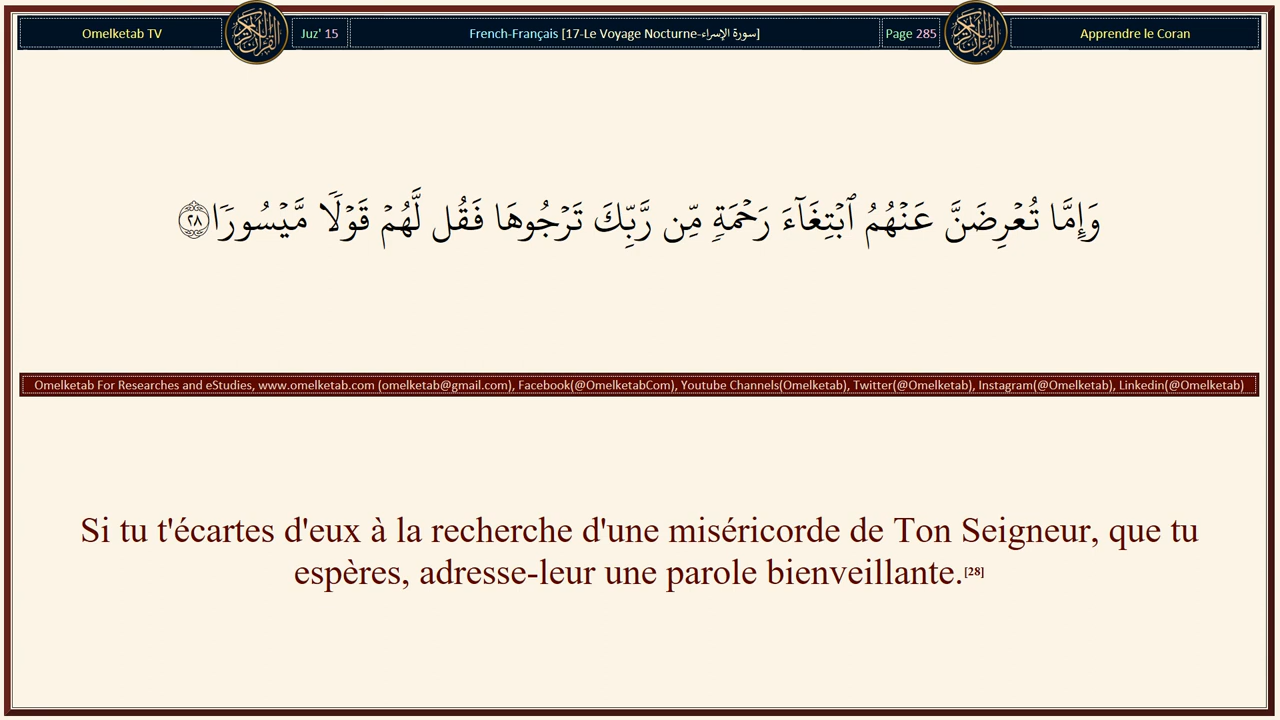 Omelketab TV
Juz' 15
French-Français [17-Le Voyage Nocturne-سورة الإسراء]
Page 285
Apprendre le Coran
وَإِمَّا تُعۡرِضَنَّ عَنۡهُمُ ٱبۡتِغَآءَ رَحۡمَةٖ مِّن رَّبِّكَ تَرۡجُوهَا فَقُل لَّهُمۡ قَوۡلٗا مَّيۡسُورٗا ٢٨
Omelketab For Researches and eStudies, www.omelketab.com (omelketab@gmail.com), Facebook(@OmelketabCom), Youtube Channels(Omelketab), Twitter(@Omelketab), Instagram(@Omelketab), Linkedin(@Omelketab)
Si tu t'écartes d'eux à la recherche d'une miséricorde de Ton Seigneur, que tu
espères, adresse-leur une parole bienveillante.[28]